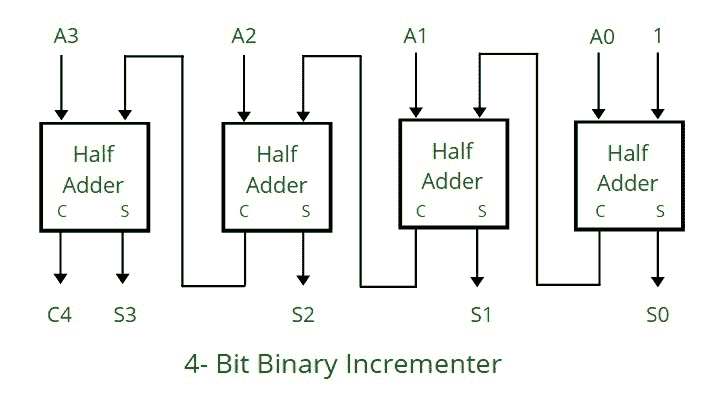 A3 A2 A1 A0 1
Half Adder
C S
Half Adder
C S
Half Adder
C S
Half Adder
C S
C4 S3 S2 S1 S0
4- Bit Binary Incrementer